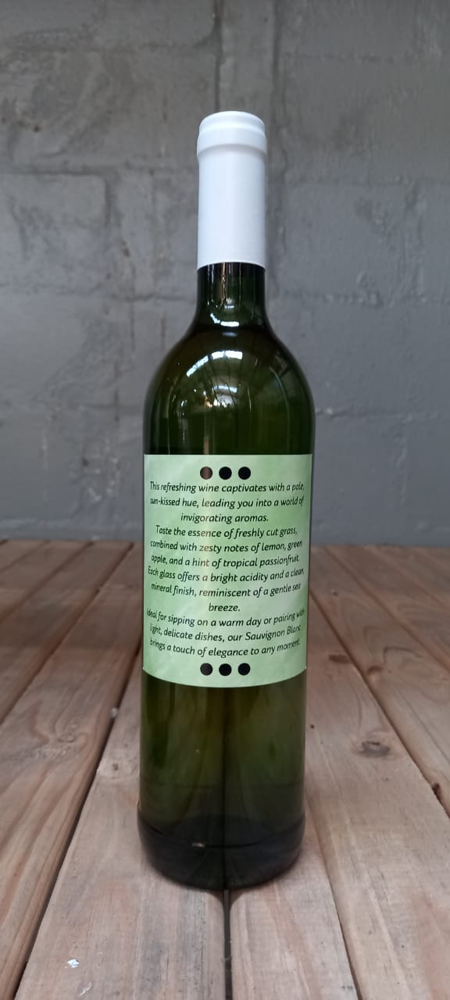 This refreshing wine captivates with a pale,
sun-kissed hue, leading you into a world of
invigorating aromas.
Taste the essence of freshly cut grass,
combined with zesty notes of lemon, green
apple, and a hint of tropical passionfruit.
Each glass offers a bright acidity and a clean,
mineral finish, reminiscent of a gentle sea
breeze.
Ideal for sipping on a warm day or pairing with
light, delicate dishes, our Sauvignon Blanc
brings a touch of elegance to any moment.